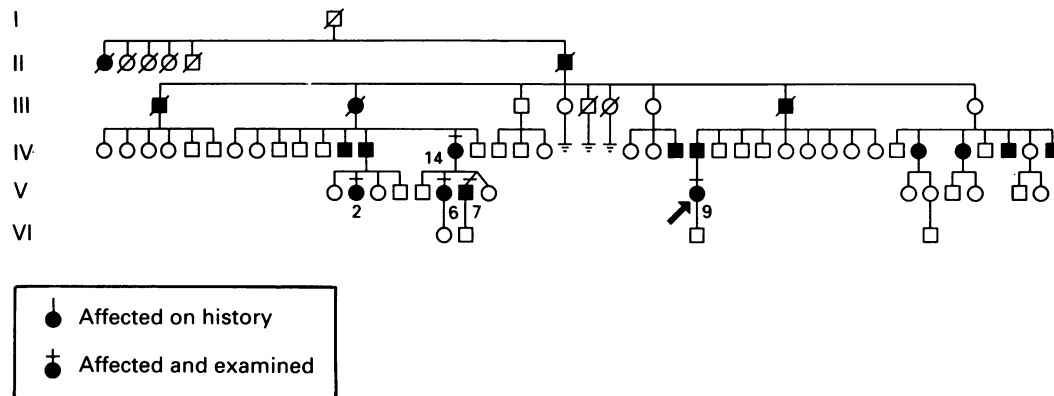 I
II
III
IV.
14
V
2
6
7
9
VI
Affected on history
Affected and examined